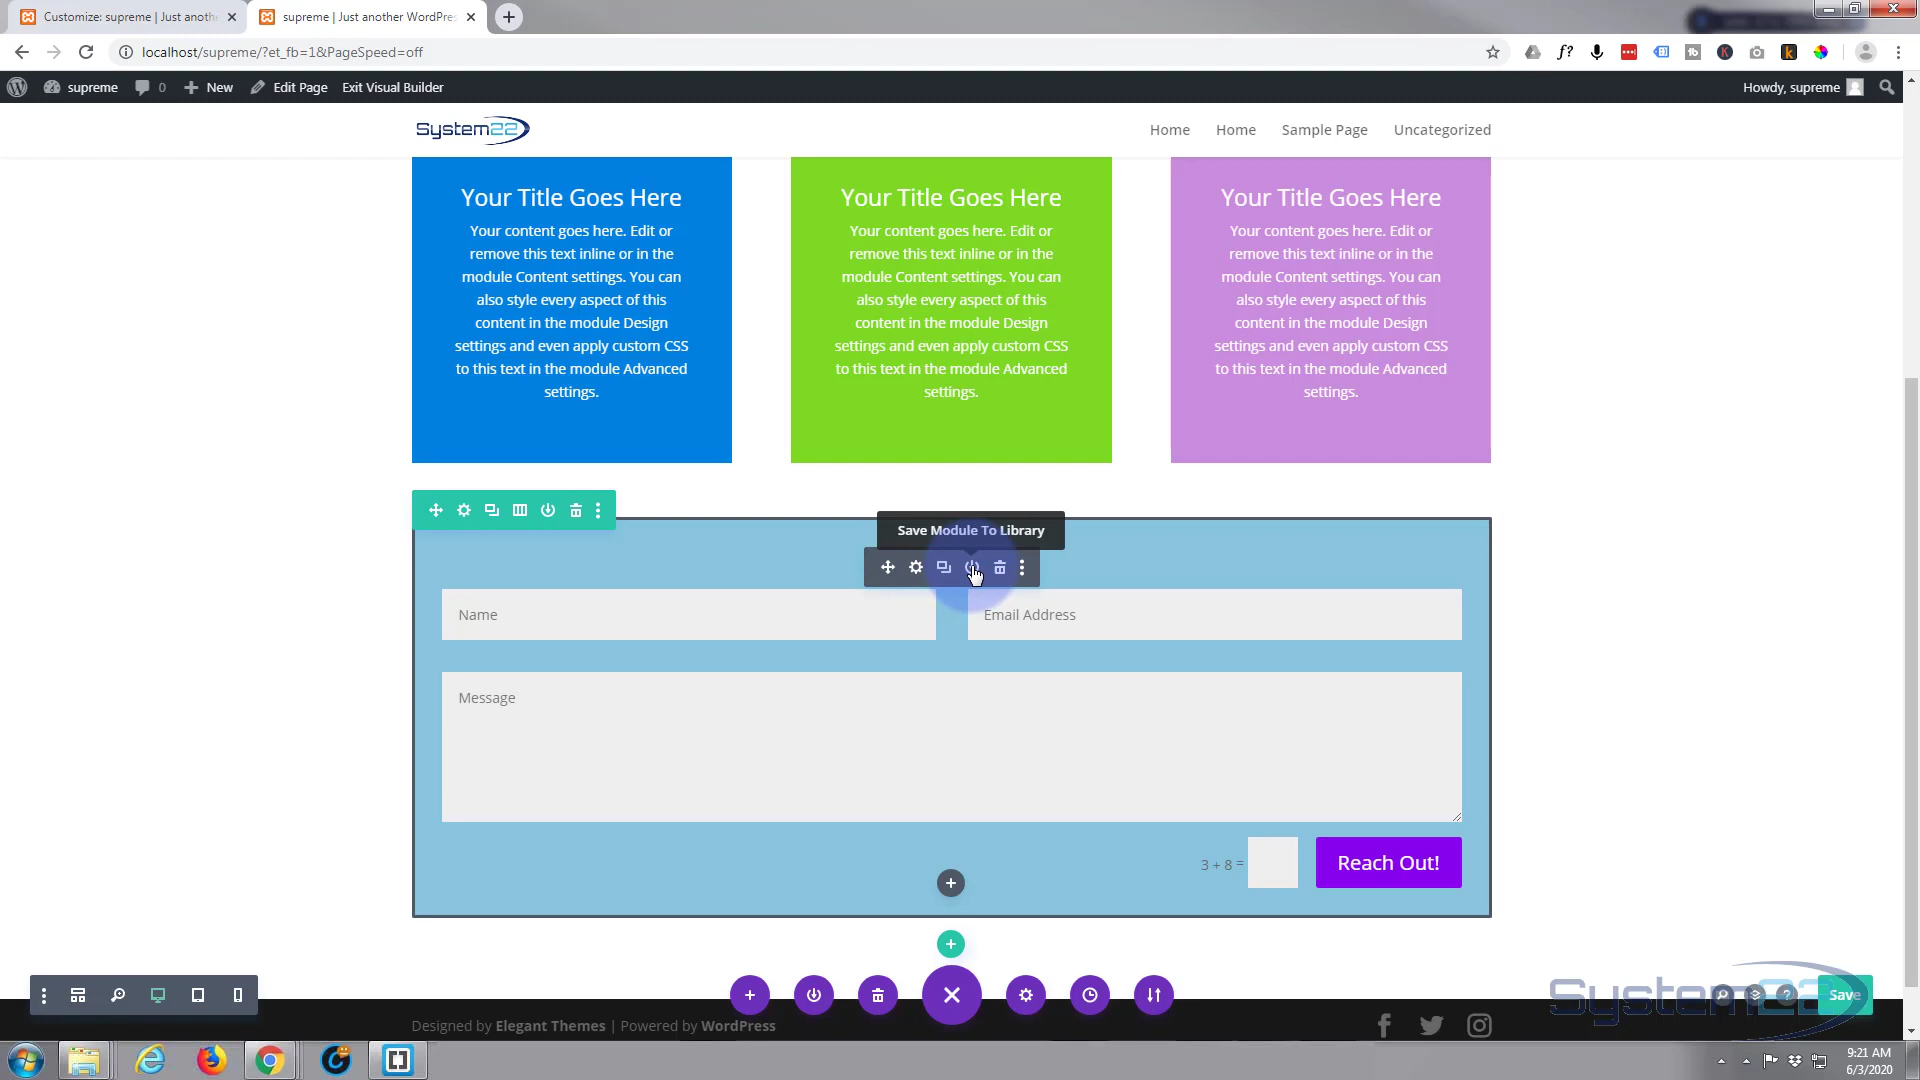 Customize: supreme | Just anoth
supreme | Just another WordPres
localhost/supreme/?et_fb=1&PageSpeed=off
supreme
0
New
Edit Page
Exit Visual Builder
Howdy, supreme
System22
Home
Home
Sample Page
Uncategorized
Your Title Goes Here
Your content goes here. Edit or
remove this text inline or in the
module Content settings. You can
also style every aspect of this
content in the module Design
settings and even apply custom CSS
to this text in the module Advanced
settings.
Your Title Goes Here
Your content goes here. Edit or
remove this text inline or in the
module Content settings. You can
also style every aspect of this
content in the module Design
settings and even apply custom CSS
to this text in the module Advanced
settings.
Your Title Goes Here
Your content goes here. Edit or
remove this text inline or in the
module Content settings. You can
also style every aspect of this
content in the module Design
settings and even apply custom CSS
to this text in the module Advanced
settings.
Save Module To Library
Name
Email Address
Message
3 + 8 =
Reach Out!
System22
Save
Designed by Elegant Themes | Powered by WordPress
9:21 AM
6/3/2020